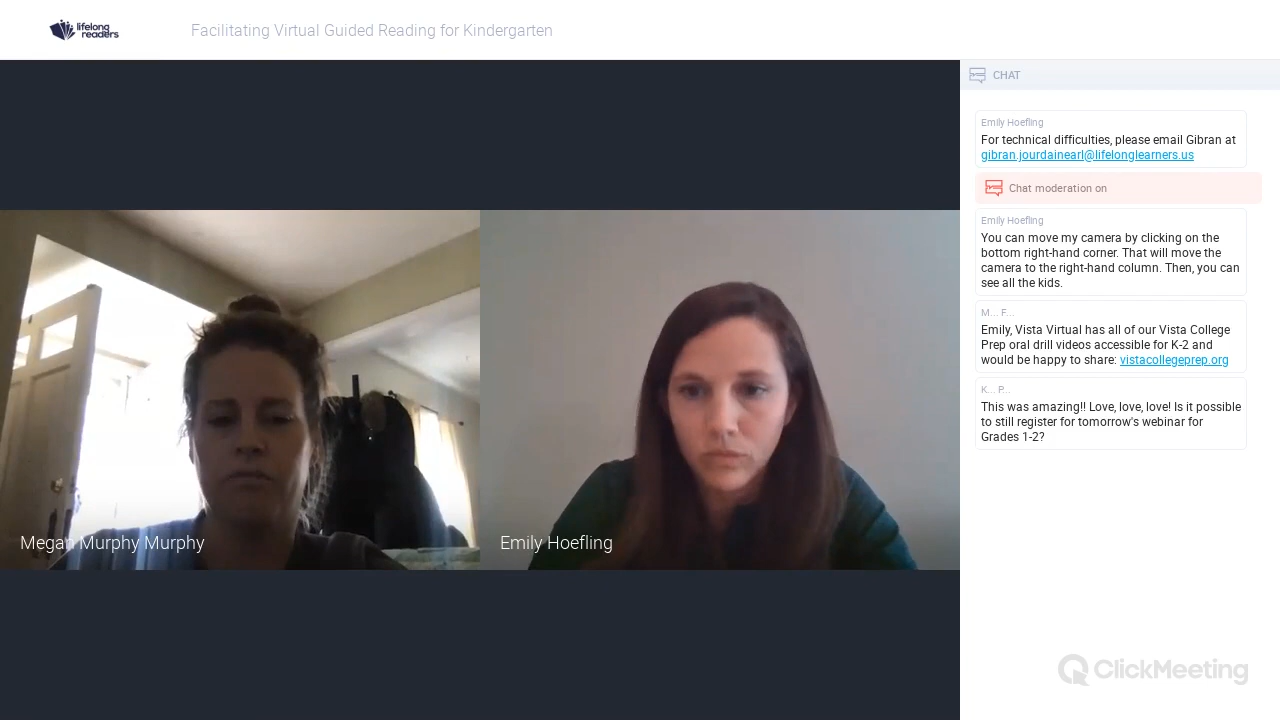 lifelong
readers
Facilitating Virtual Guided Reading for Kindergarten
CHAT
Emily Hoefling
For technical difficulties, please email Gibran at
gibran.jourdainearl@lifelonglearners.us
Chat moderation on
Emily Hoefling
You can move my camera by clicking on the
bottom right-hand corner. That will move the
camera to the right-hand column. Then, you can
see all the kids.
M... F...
Emily, Vista Virtual has all of our Vista College
Prep oral drill videos accessible for K-2 and
would be happy to share: vistacollegeprep.org
K... P...
This was amazing!! Love, love, love! Is it possible
to still register for tomorrow's webinar for
Grades 1-2?
Megan Murphy Murphy
Emily Hoefling
ClickMeeting